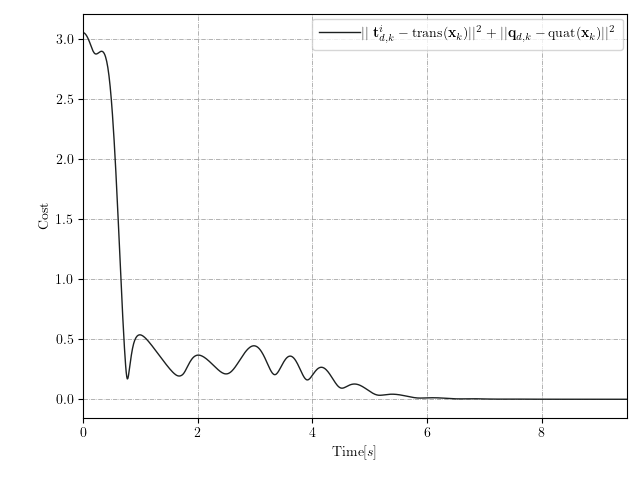 || t^i_{d,k} − trans(x_k)||² + ||q_{d,k} − quat(x_k)||²
3.0
2.5
2.0
1.5
1.0
0.5
0.0
Cost
0 2 4 6 8
Time[s]